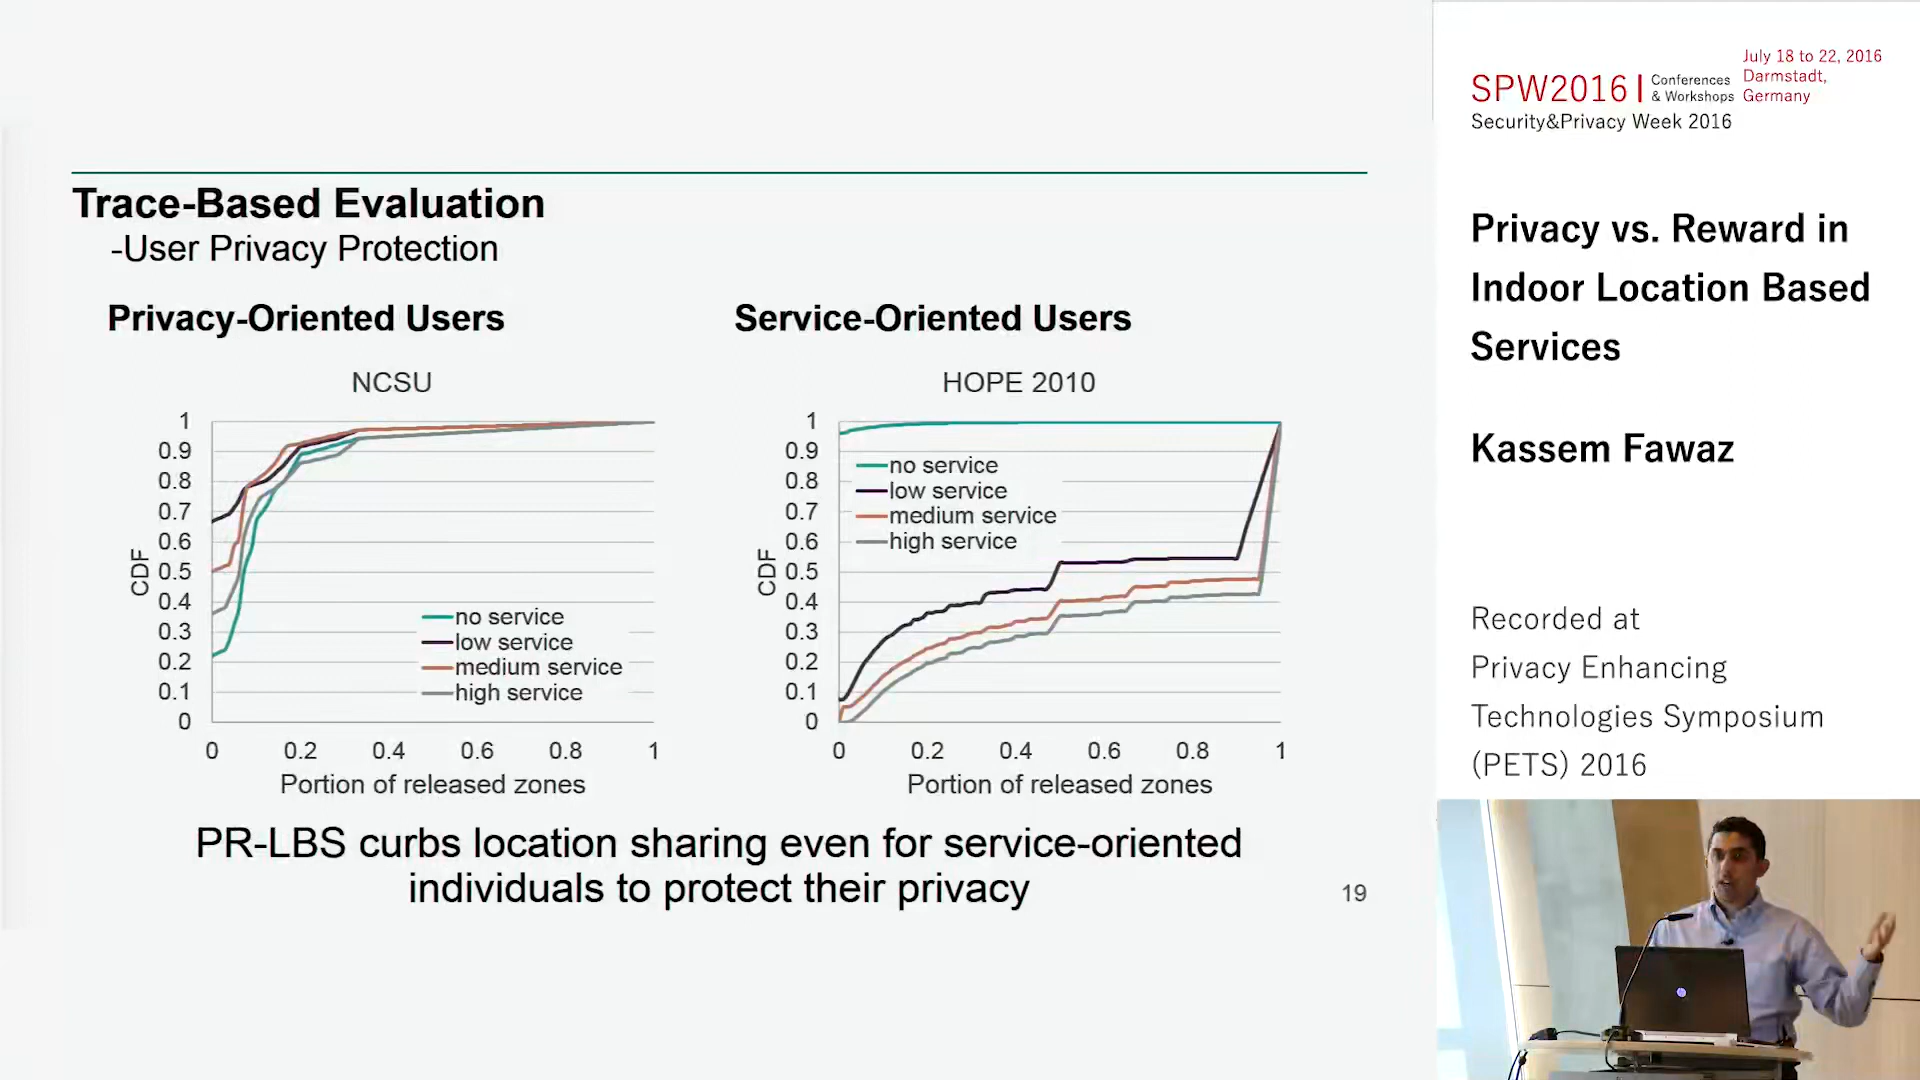 Trace-Based Evaluation
-User Privacy Protection
Privacy-Oriented Users
NCSU
1
0.9
0.8
0.7
0.6
0.5
0.4
0.3
0.2
0.1
0
CDF
no service
low service
medium service
high service
0 0.2 0.4 0.6 0.8 1
Portion of released zones
Service-Oriented Users
HOPE 2010
1
0.9
0.8
0.7
0.6
0.5
0.4
0.3
0.2
0.1
0
CDF
no service
low service
medium service
high service
0 0.2 0.4 0.6 0.8 1
Portion of released zones
PR-LBS curbs location sharing even for service-oriented
individuals to protect their privacy
19
SPW2016 | Conferences
& Workshops
July 18 to 22, 2016
Darmstadt,
Germany
Security&Privacy Week 2016
Privacy vs. Reward in
Indoor Location Based
Services
Kassem Fawaz
Recorded at
Privacy Enhancing
Technologies Symposium
(PETS) 2016